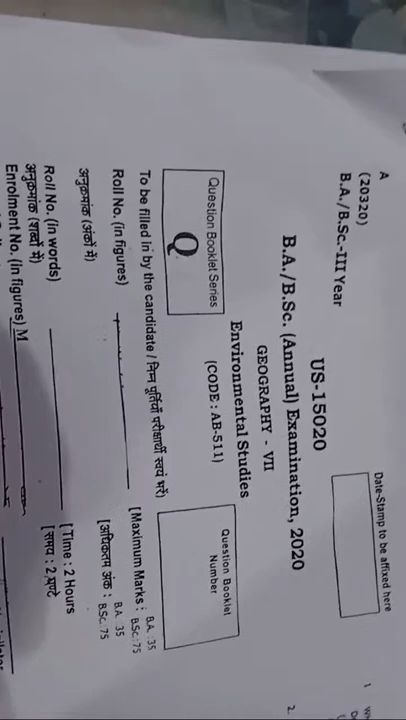 A
(20320)
B.A./B.Sc.-III Year
Date-Stamp to be affixed here
US-15020
B.A./B.Sc. (Annual) Examination, 2020
GEOGRAPHY - VII
Environmental Studies
(CODE : AB-511)
Question Booklet Series
Q
Question Booklet
Number
To be filled in by the candidate / निम्न पूर्तियाँ परीक्षार्थी स्वयं भरें)
Roll No. (in figures)
[Maximum Marks : B.A. : 35
B.Sc. : 75
अनुक्रमांक (अंकों में)
[अधिकतम अंक : B.A. : 35
B.Sc. : 75
Roll No. (in words)
[Time : 2 Hours
अनुक्रमांक (शब्दों में)
[समय : 2 घण्टे
Enrolment No. (in figures) M
1
2.